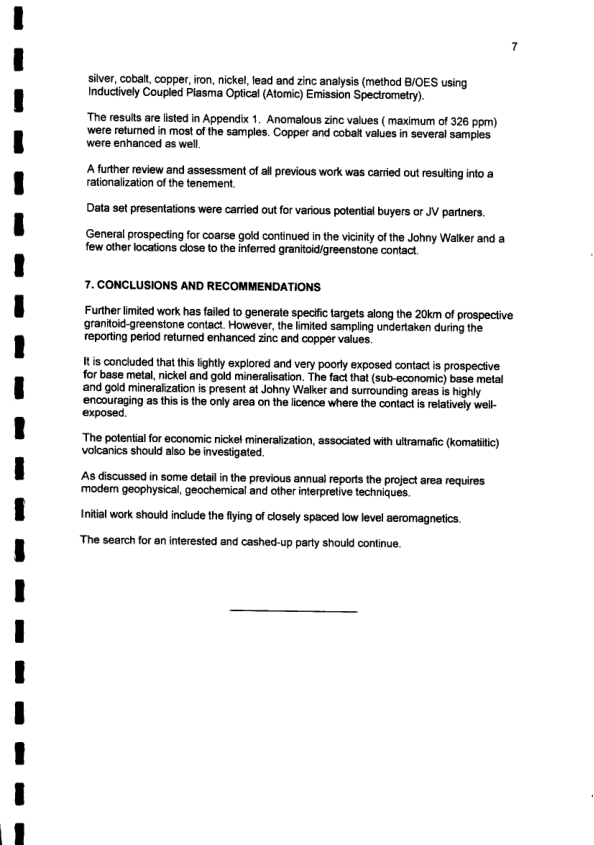 7
silver, cobalt, copper, iron, nickel, lead and zinc analysis (method B/OES using
Inductively Coupled Plasma Optical (Atomic) Emission Spectrometry).
The results are listed in Appendix 1. Anomalous zinc values ( maximum of 326 ppm)
were returned in most of the samples. Copper and cobalt values in several samples
were enhanced as well.
A further review and assessment of all previous work was carried out resulting into a
rationalization of the tenement.
Data set presentations were carried out for various potential buyers or JV partners.
General prospecting for coarse gold continued in the vicinity of the Johny Walker and a
few other locations close to the inferred granitoid/greenstone contact.
7. CONCLUSIONS AND RECOMMENDATIONS
Further limited work has failed to generate specific targets along the 20km of prospective
granitoid-greenstone contact. However, the limited sampling undertaken during the
reporting period returned enhanced zinc and copper values.
It is concluded that this lightly explored and very poorly exposed contact is prospective
for base metal, nickel and gold mineralisation. The fact that (sub-economic) base metal
and gold mineralization is present at Johny Walker and surrounding areas is highly
encouraging as this is the only area on the licence where the contact is relatively well-
exposed.
The potential for economic nickel mineralization, associated with ultramafic (komatiitic)
volcanics should also be investigated.
As discussed in some detail in the previous annual reports the project area requires
modern geophysical, geochemical and other interpretive techniques.
Initial work should include the flying of closely spaced low level aeromagnetics.
The search for an interested and cashed-up party should continue.